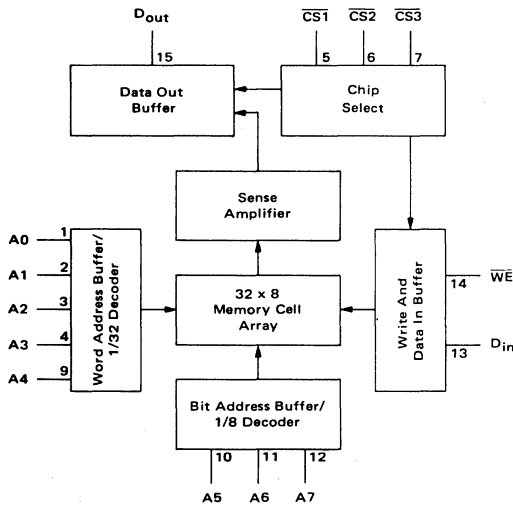 Dout
CS1 CS2 CS3
15
5 6 7
Data Out
Buffer
Chip
Select
Sense
Amplifier
A0 1
A1 2
A2 3
A3 4
A4 9
Word Address Buffer/
1/32 Decoder
32 x 8
Memory Cell
Array
Write And
Data In Buffer
14 WE
13 Din
Bit Address Buffer/
1/8 Decoder
10 11 12
A5 A6 A7